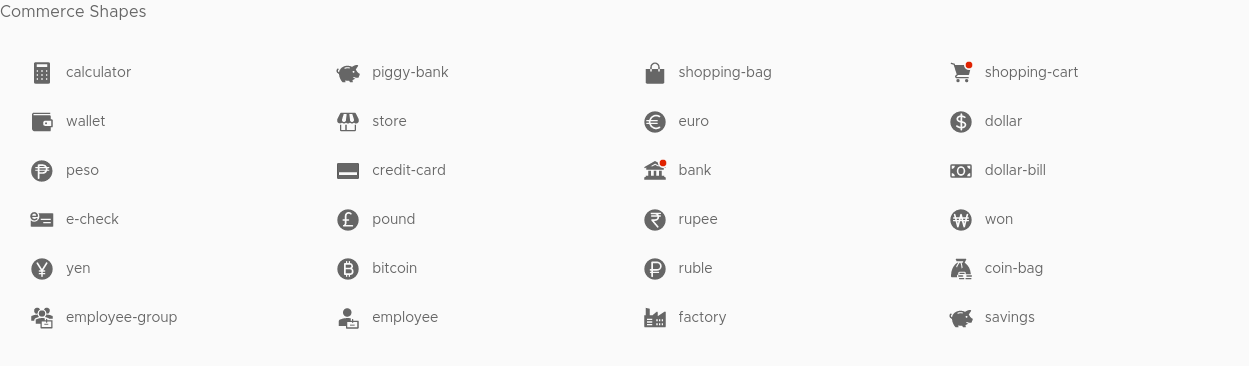 Commerce Shapes
calculator piggy-bank shopping-bag shopping-cart
wallet store euro dollar
peso credit-card bank dollar-bill
e-check pound rupee won
yen bitcoin ruble coin-bag
employee-group employee factory savings